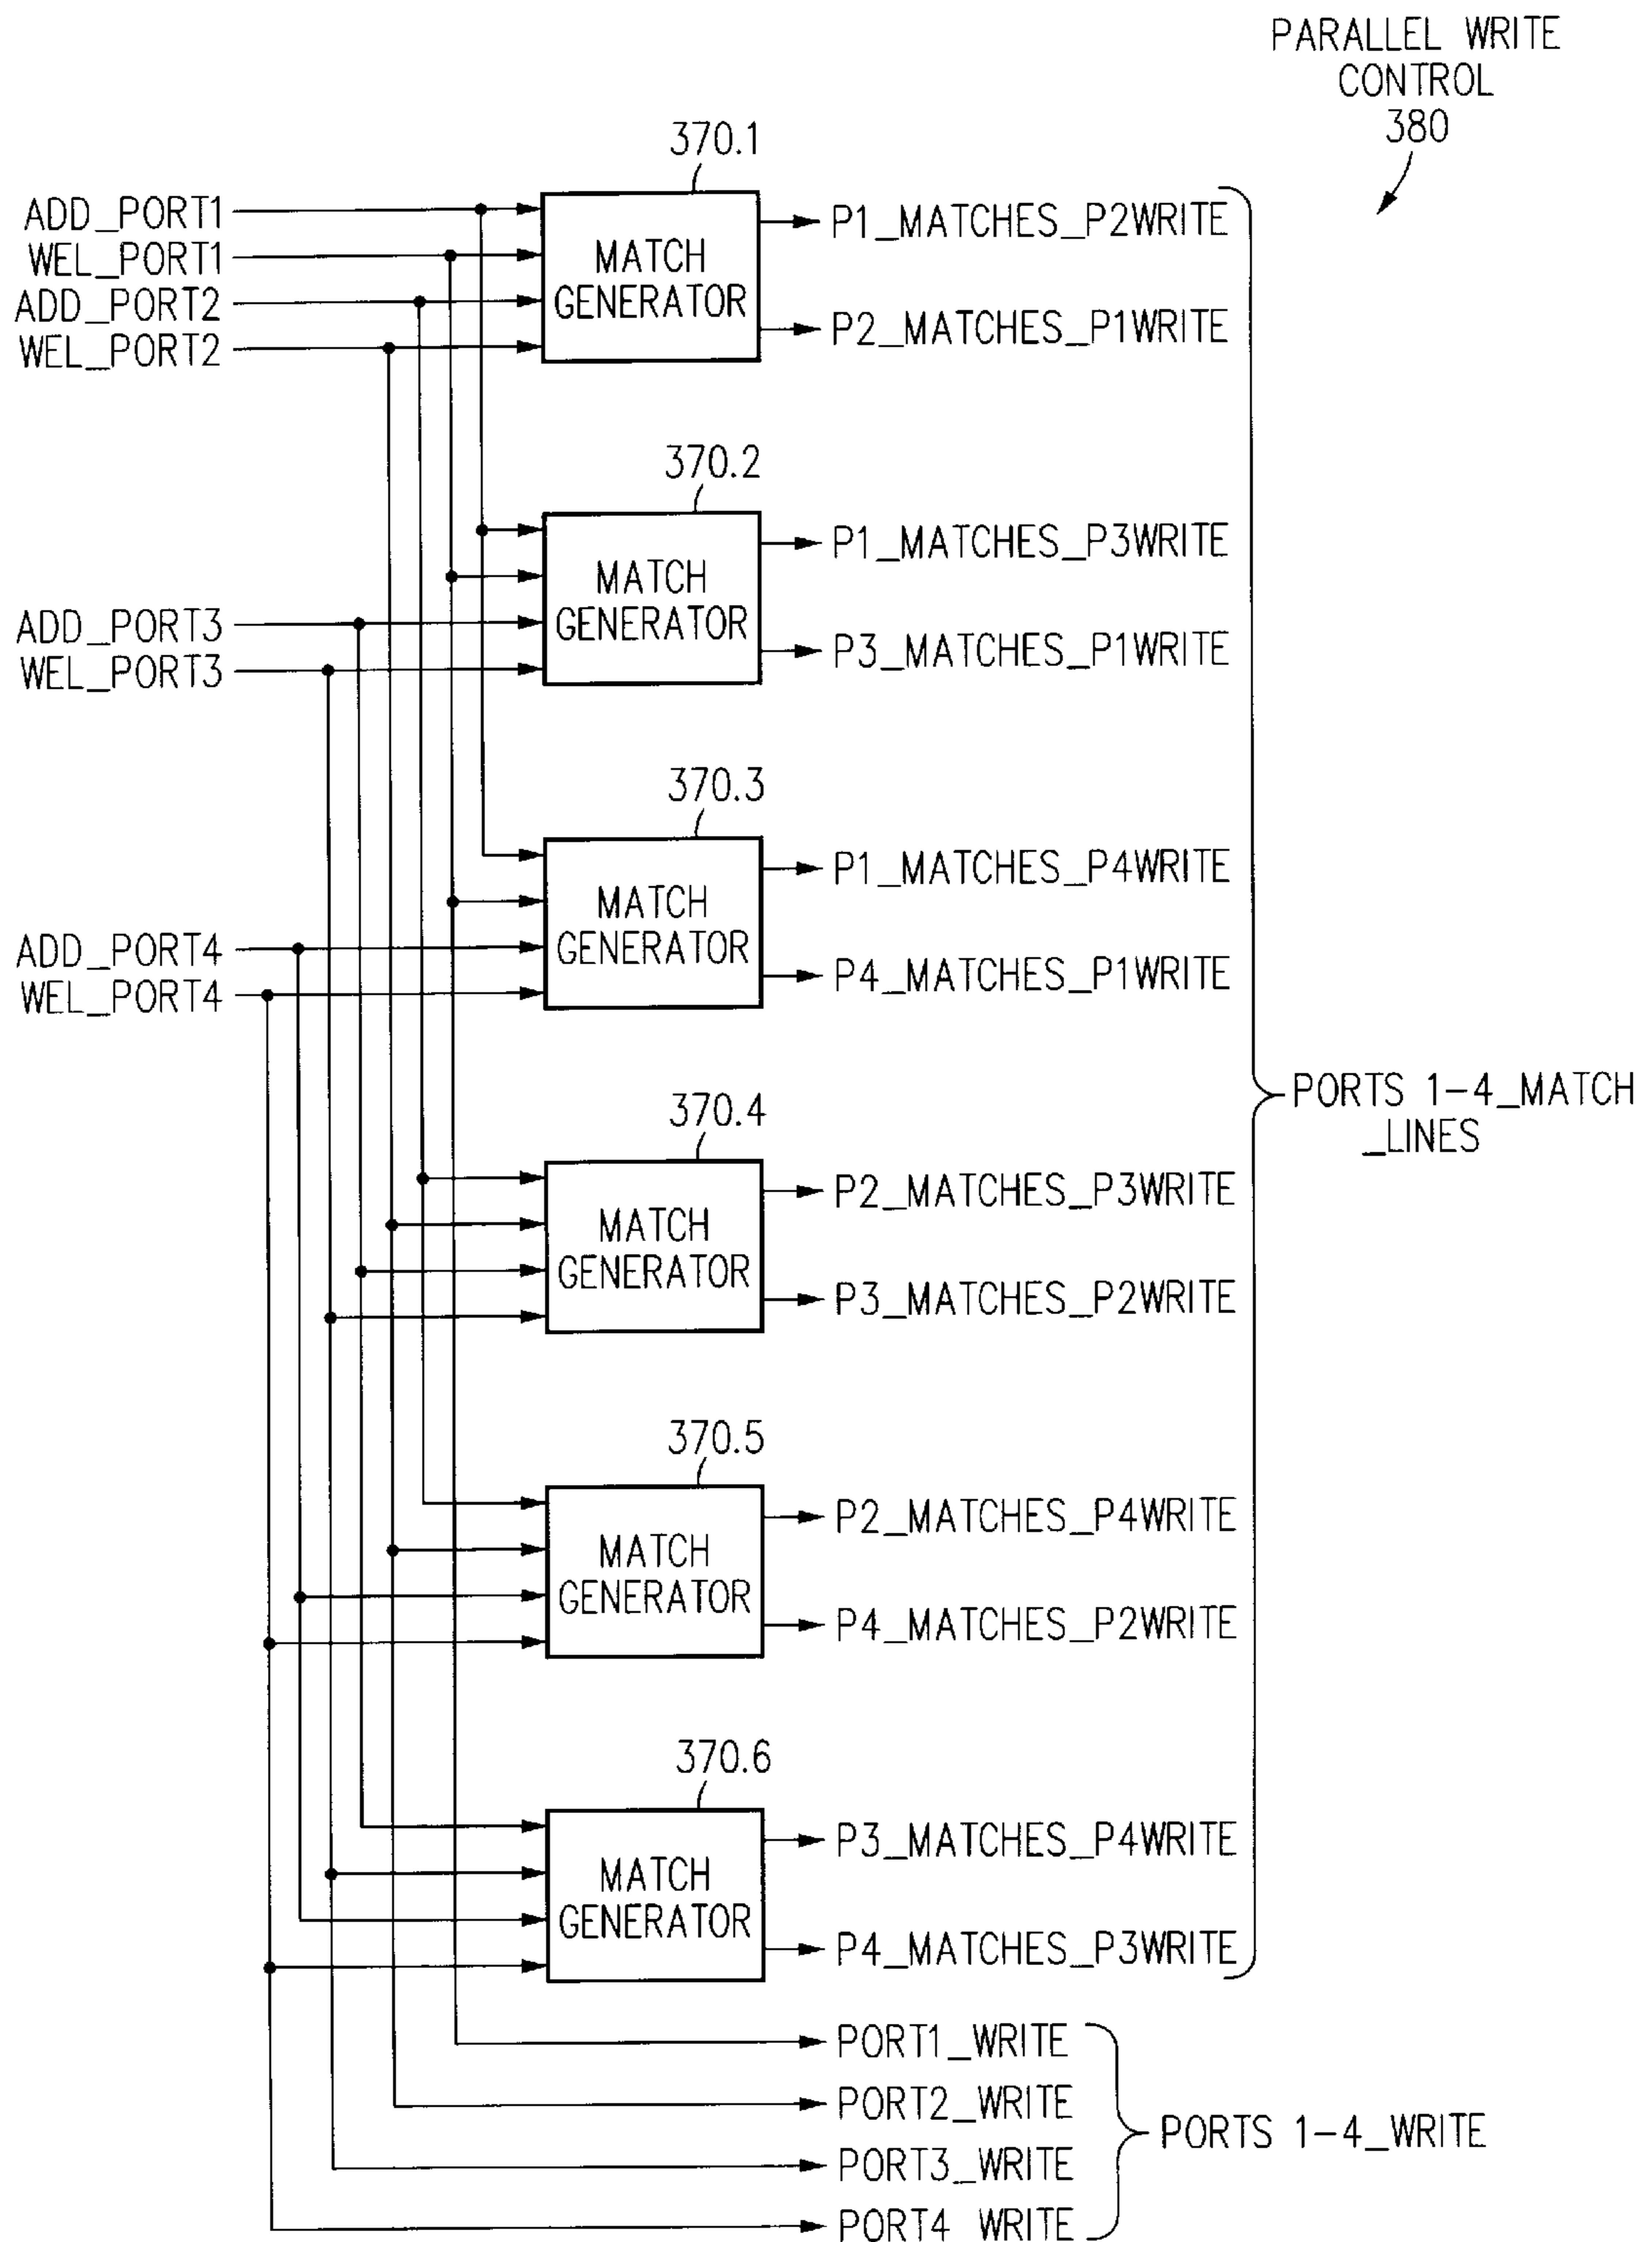 PARALLEL WRITE
CONTROL
380
370.1
ADD_PORT1
WEL_PORT1
ADD_PORT2
WEL_PORT2
MATCH
GENERATOR
P1_MATCHES_P2WRITE
P2_MATCHES_P1WRITE
370.2
ADD_PORT3
WEL_PORT3
MATCH
GENERATOR
P1_MATCHES_P3WRITE
P3_MATCHES_P1WRITE
370.3
ADD_PORT4
WEL_PORT4
MATCH
GENERATOR
P1_MATCHES_P4WRITE
P4_MATCHES_P1WRITE
PORTS 1-4_MATCH
_LINES
370.4
MATCH
GENERATOR
P2_MATCHES_P3WRITE
P3_MATCHES_P2WRITE
370.5
MATCH
GENERATOR
P2_MATCHES_P4WRITE
P4_MATCHES_P2WRITE
370.6
MATCH
GENERATOR
P3_MATCHES_P4WRITE
P4_MATCHES_P3WRITE
PORT1_WRITE
PORT2_WRITE
PORT3_WRITE
PORT4 WRITE
PORTS 1-4_WRITE